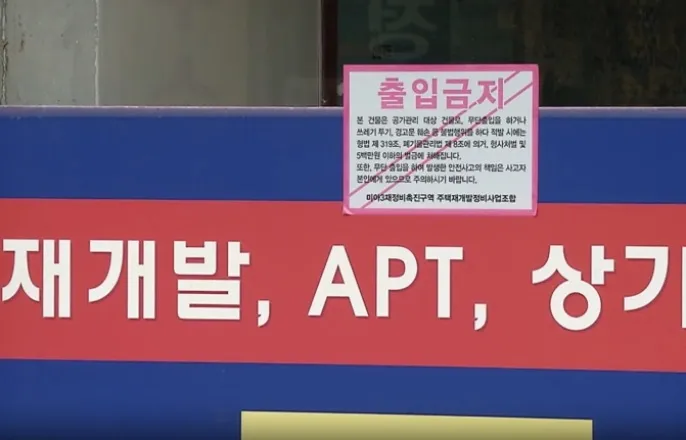 출입금지
본 건물은 공가관리 대상 건물로, 무단출입을 하거나
쓰레기 투기, 경고문 훼손 등 불법행위를 하다 적발 시에는
형법 제 319조, 폐기물관리법 제 8조에 의거, 형사처벌 및
5백만원 이하의 벌금에 처해집니다.
또한, 무단 출입을 하여 발생한 안전사고의 책임은 사고자
본인에게 있으므로 주의하시기 바랍니다.
미아3재정비촉진구역 주택재개발정비사업조합
재개발, APT, 상가